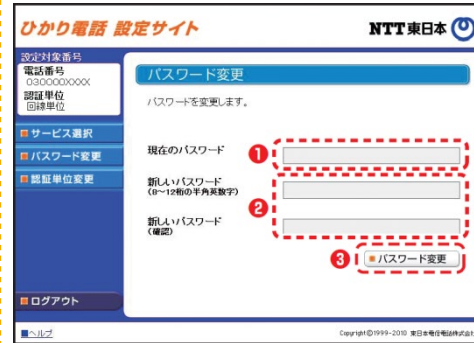 ひかり電話 設定サイト
NTT東日本
設定対象番号
電話番号
030000XXXX
認証単位
回線単位
サービス選択
パスワード変更
認証単位変更
ログアウト
ヘルプ
パスワード変更
パスワードを変更します。
現在のパスワード
1
新しいパスワード
(8～12桁の半角英数字)
2
新しいパスワード
(確認)
3
パスワード変更
Copyright©1999-2010 東日本電信電話株式会社